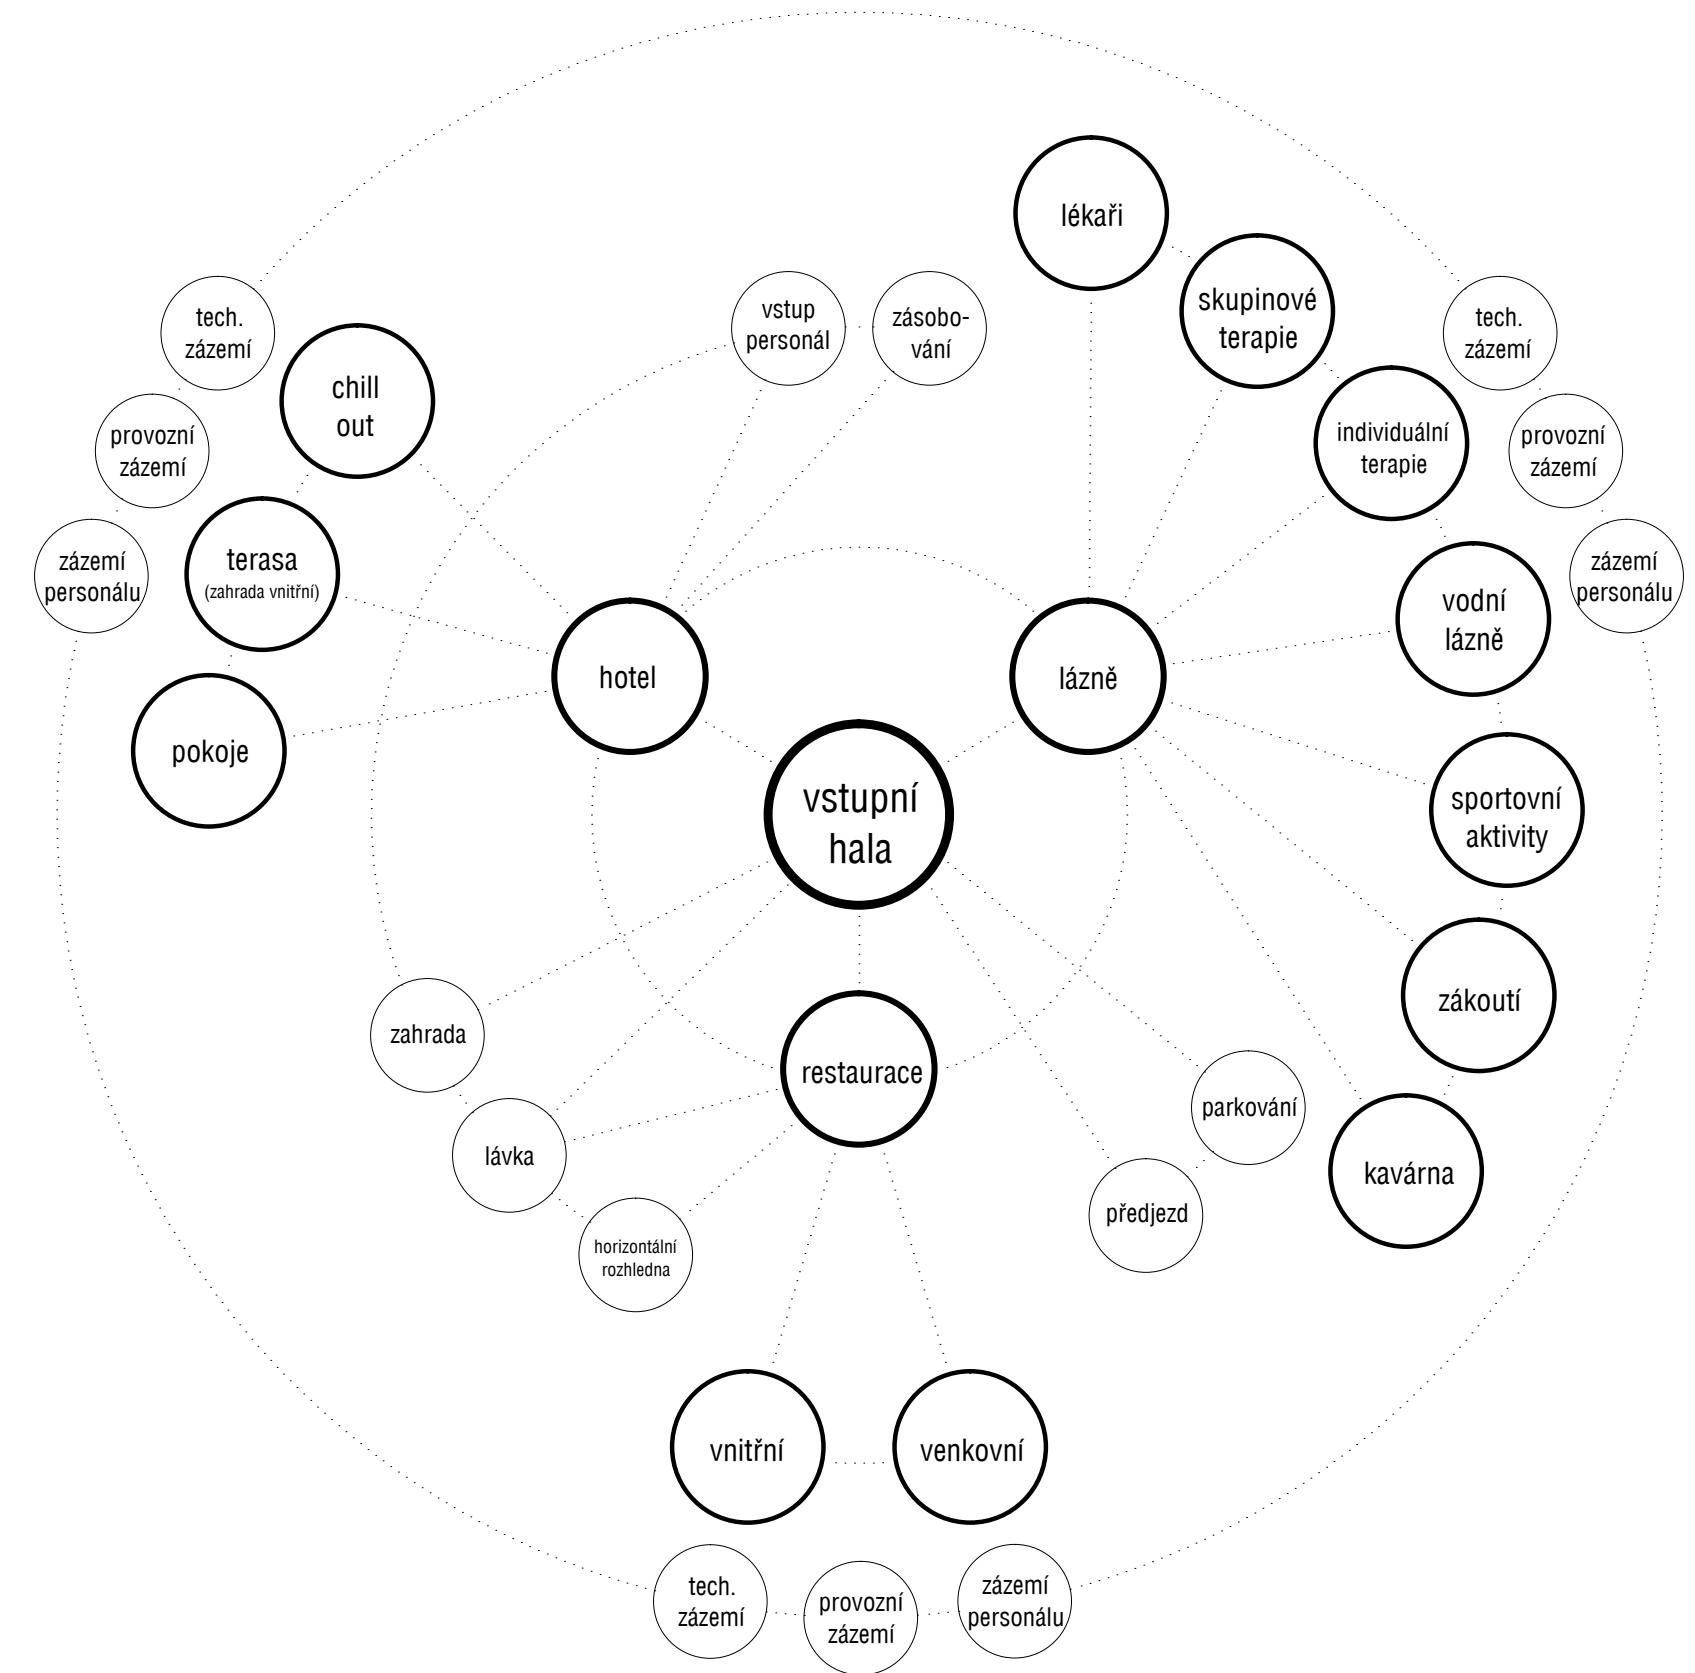 lékaři
skupinové
terapie
tech.
zázemí
chill
out
vstup
personál
zásobo-
vání
tech.
zázemí
provozní
zázemí
individuální
terapie
provozní
zázemí
zázemí
personálu
terasa
(zahrada vnitřní)
vodní
lázně
zázemí
personálu
pokoje
hotel
lázně
vstupní
hala
sportovní
aktivity
zákoutí
zahrada
restaurace
parkování
lávka
předjezd
kavárna
horizontální
rozhledna
vnitřní
venkovní
tech.
zázemí
provozní
zázemí
zázemí
personálu